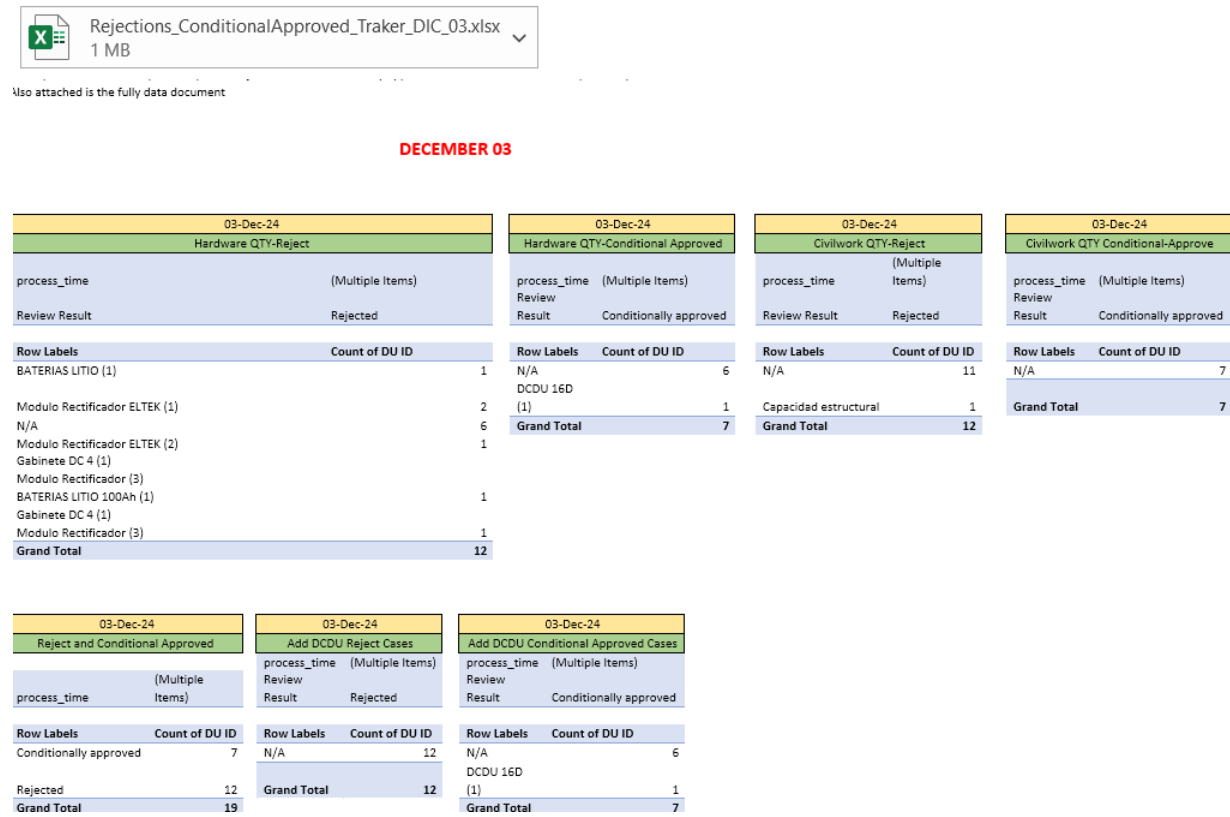 Rejections_ConditionalApproved_Traker_DIC_03.xlsx
1 MB
Also attached is the fully data document
DECEMBER 03
03-Dec-24
Hardware QTY-Reject
process_time (Multiple Items)
Review Result Rejected
Row Labels Count of DU ID
BATERIAS LITIO (1) 1
Modulo Rectificador ELTEK (1) 2
N/A 6
Modulo Rectificador ELTEK (2) 1
Gabinete DC 4 (1)
Modulo Rectificador (3)
BATERIAS LITIO 100Ah (1) 1
Gabinete DC 4 (1)
Modulo Rectificador (3) 1
Grand Total 12
03-Dec-24
Hardware QTY-Conditional Approved
process_time (Multiple Items)
Review
Result Conditionally approved
Row Labels Count of DU ID
N/A 6
DCDU 16D
(1) 1
Grand Total 7
03-Dec-24
Civilwork QTY-Reject
(Multiple
process_time Items)
Review Result Rejected
Row Labels Count of DU ID
N/A 11
Capacidad estructural 1
Grand Total 12
03-Dec-24
Civilwork QTY Conditional-Approve
process_time (Multiple Items)
Review
Result Conditionally approved
Row Labels Count of DU ID
N/A 7
Grand Total 7
03-Dec-24
Reject and Conditional Approved
(Multiple
process_time Items)
Row Labels Count of DU ID
Conditionally approved 7
Rejected 12
Grand Total 19
03-Dec-24
Add DCDU Reject Cases
process_time (Multiple Items)
Review
Result Rejected
Row Labels Count of DU ID
N/A 12
Grand Total 12
03-Dec-24
Add DCDU Conditional Approved Cases
process_time (Multiple Items)
Review
Result Conditionally approved
Row Labels Count of DU ID
N/A 6
DCDU 16D
(1) 1
Grand Total 7